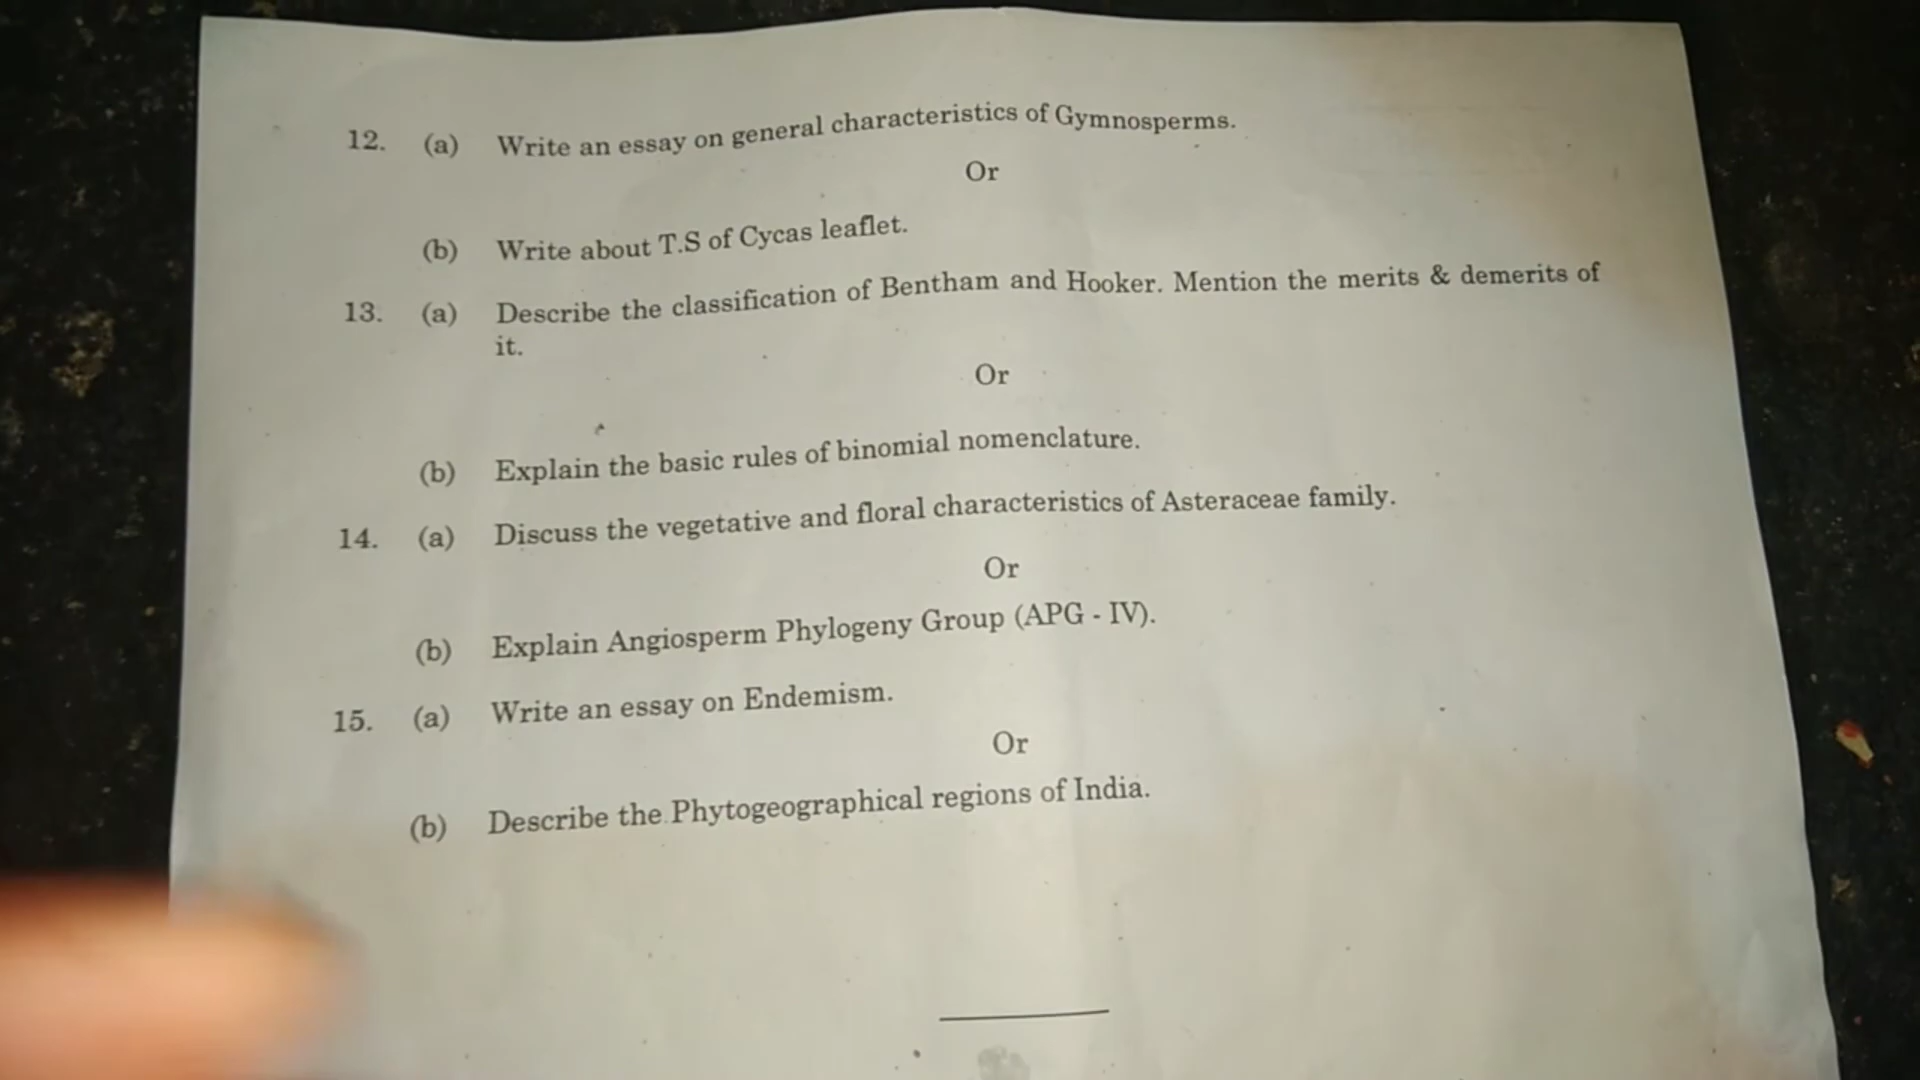 12. (a) Write an essay on general characteristics of Gymnosperms.
Or
(b) Write about T.S of Cycas leaflet.
13. (a) Describe the classification of Bentham and Hooker. Mention the merits & demerits of
it.
Or
(b) Explain the basic rules of binomial nomenclature.
14. (a) Discuss the vegetative and floral characteristics of Asteraceae family.
Or
(b) Explain Angiosperm Phylogeny Group (APG - IV).
15. (a) Write an essay on Endemism.
Or
(b) Describe the Phytogeographical regions of India.